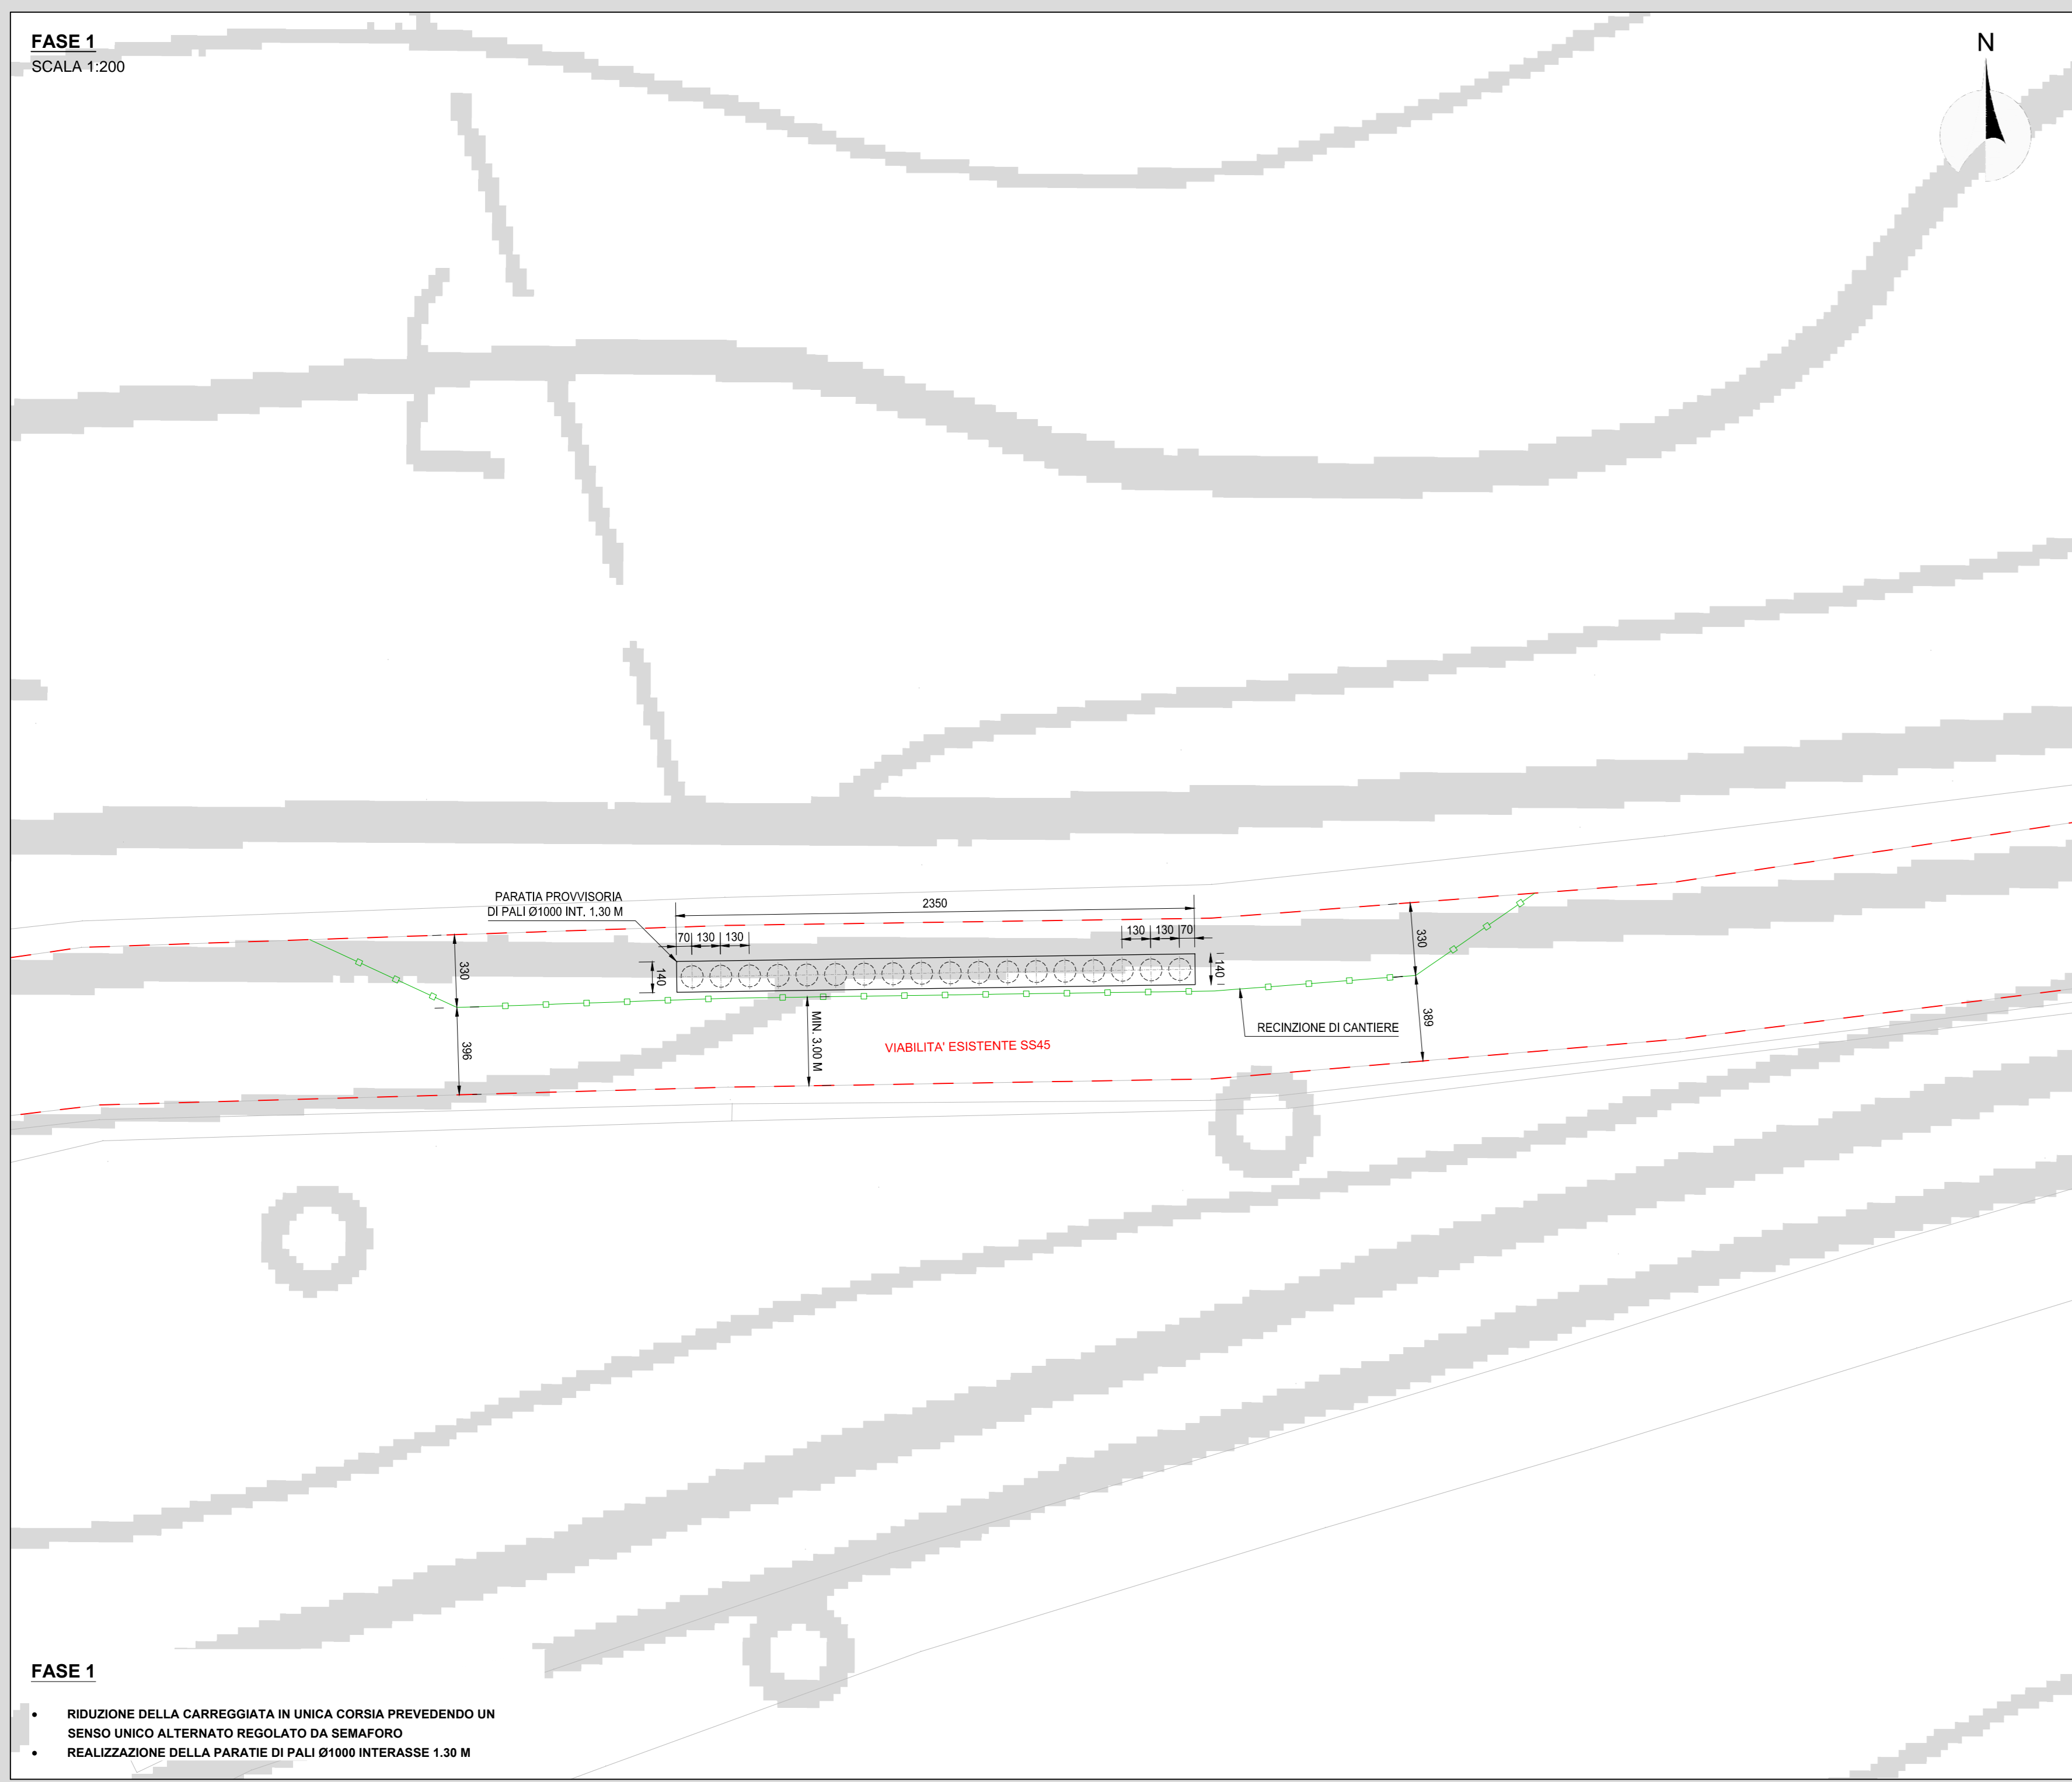 FASE 1
SCALA 1:200
N
PARATIA PROVVISORIA
DI PALI Ø1000 INT. 1,30 M
2350
70
130
130
130
130
70
330
140
140
330
396
MIN. 3.00 M
VIABILITA' ESISTENTE SS45
RECINZIONE DI CANTIERE
389
FASE 1
• RIDUZIONE DELLA CARREGGIATA IN UNICA CORSIA PREVEDENDO UN
SENSO UNICO ALTERNATO REGOLATO DA SEMAFORO
• REALIZZAZIONE DELLA PARATIE DI PALI Ø1000 INTERASSE 1.30 M